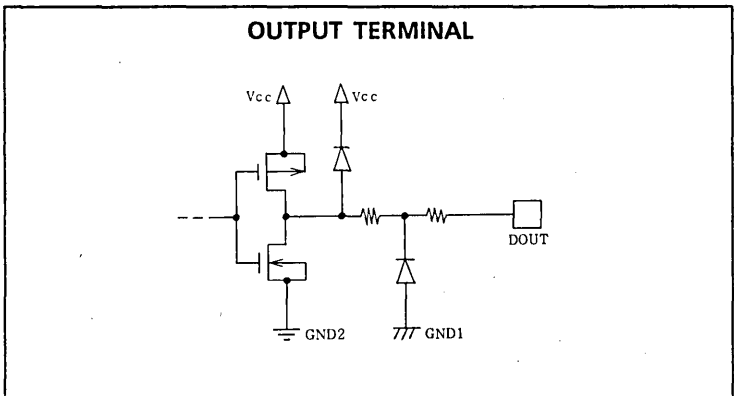 OUTPUT TERMINAL
Vcc
Vcc
DOUT
GND2
GND1